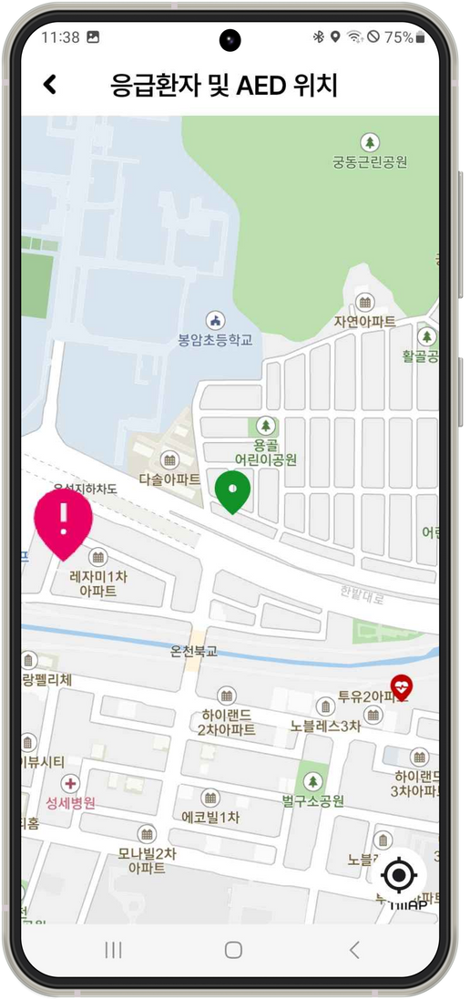 11:38
75%
응급환자 및 AED 위치
궁동근린공원
자연아파트
봉암초등학교
활골공
용골
어린이공원
다솔아파트
유성지하차도
어린
레자미1차
아파트
한밭대로
온천북교
랑펠리체
투유2아파트
하이랜드
2차아파트
노블레스3차
이뷰시티
하이랜드
3차아파트
성세병원
벌구소공원
에코빌1차
티홈
모나빌2차
아파트
노블
TMAP